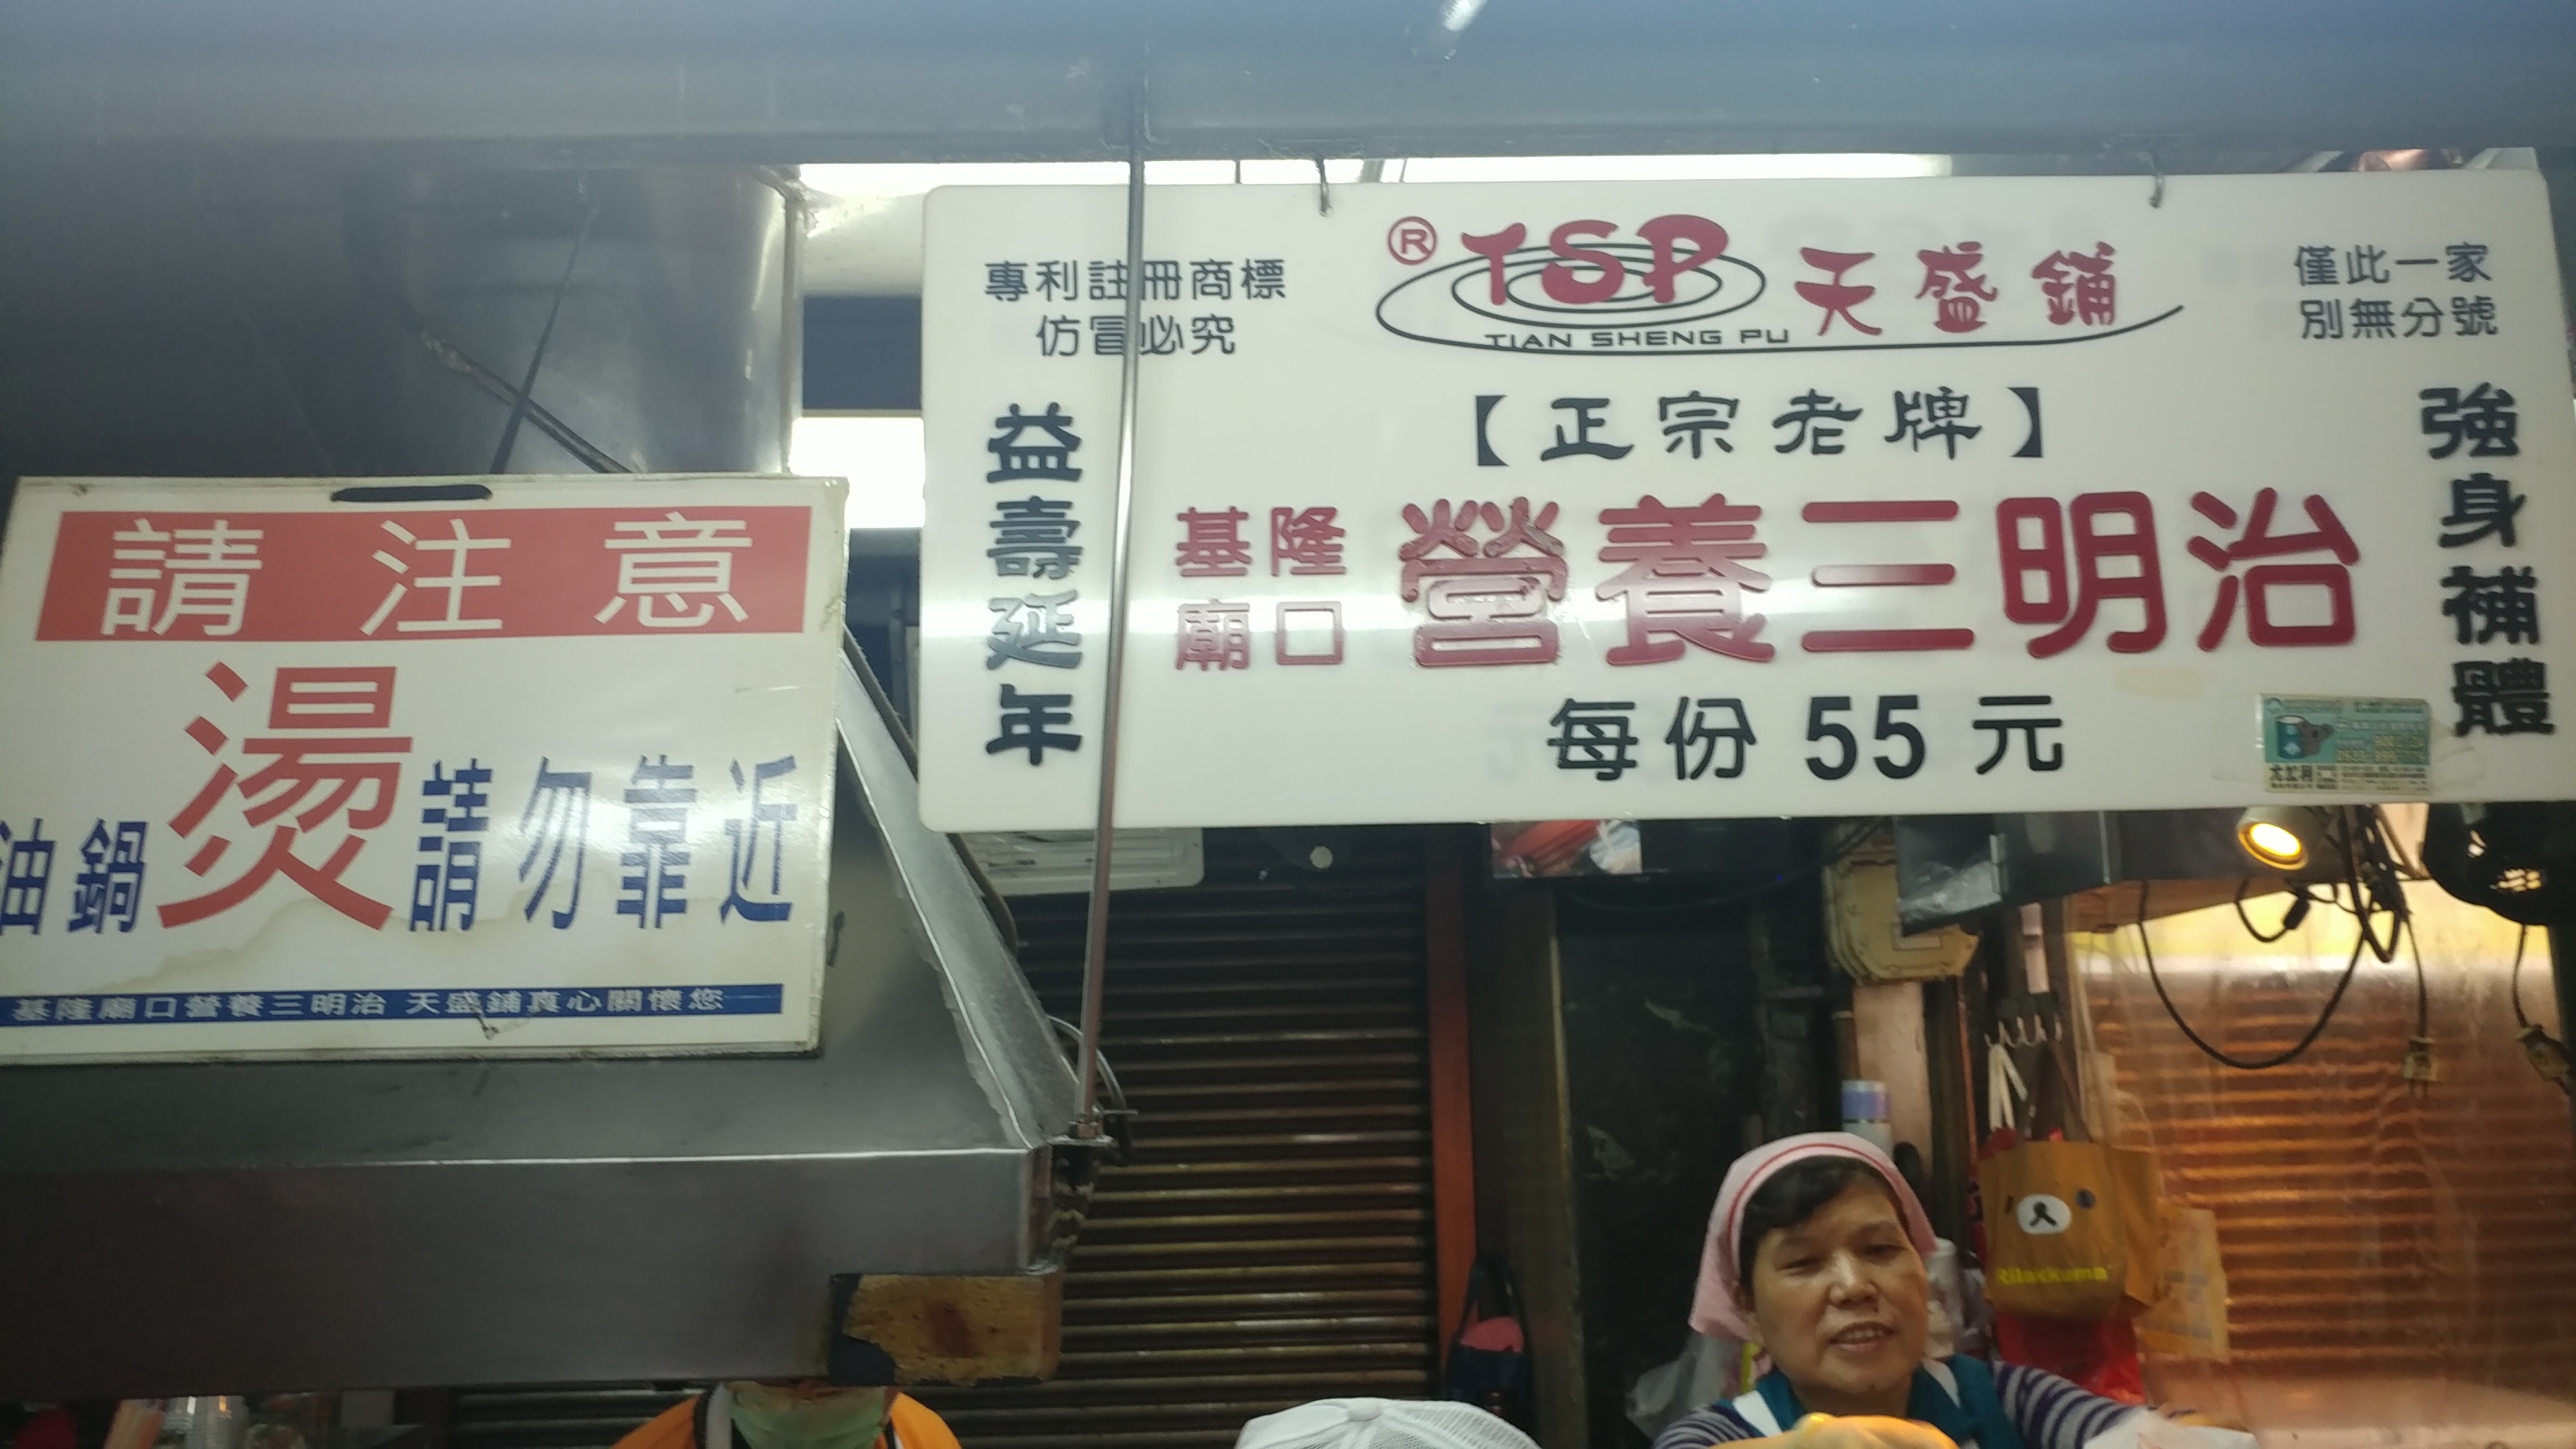 請注意
油鍋燙請勿靠近
基隆廟口營養三明治 天盛鋪真心關懷您
專利註冊商標
仿冒必究
® TSP 天盛鋪
TIAN SHENG PU
僅此一家
別無分號
【正宗老牌】
益壽延年
基隆
廟口
營養三明治
強身補體
每份 55 元
Rilakkuma